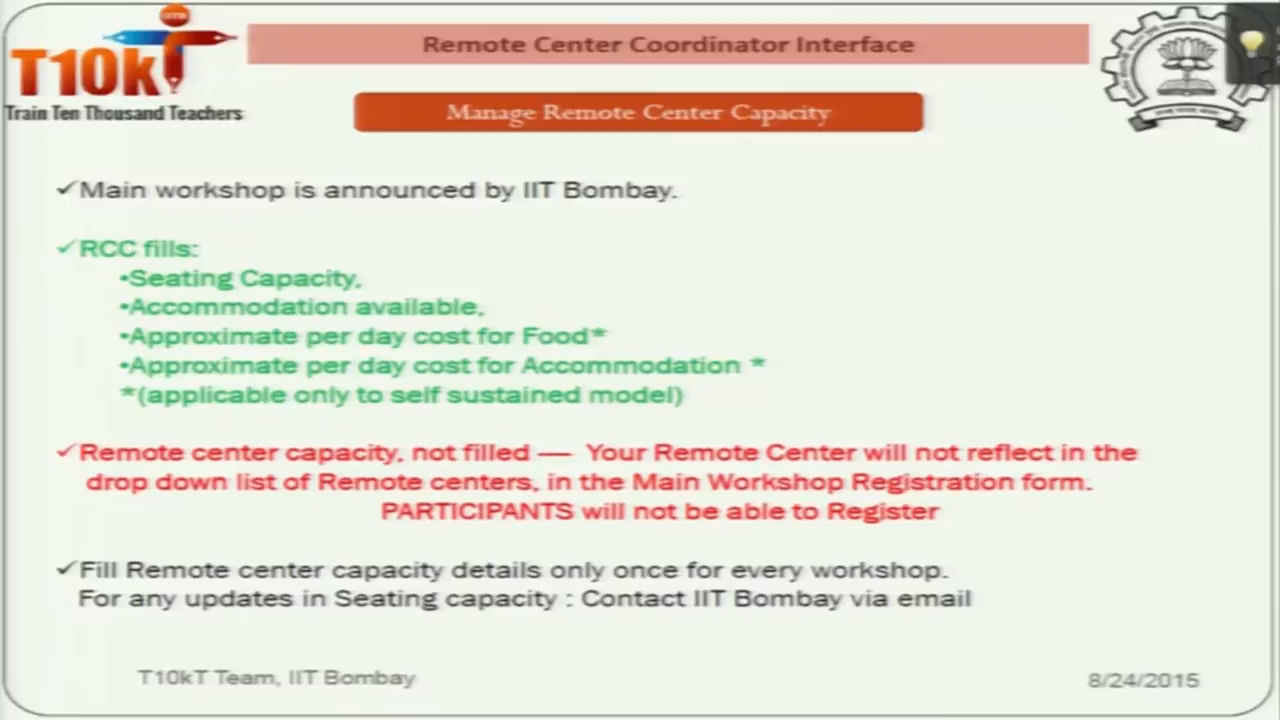 Remote Center Coordinator Interface
T10kT
Train Ten Thousand Teachers
Manage Remote Center Capacity
✓Main workshop is announced by IIT Bombay.
✓RCC fills:
•Seating Capacity,
•Accommodation available,
•Approximate per day cost for Food*
•Approximate per day cost for Accommodation *
*(applicable only to self sustained model)
✓Remote center capacity, not filled — Your Remote Center will not reflect in the
drop down list of Remote centers, in the Main Workshop Registration form.
PARTICIPANTS will not be able to Register
✓Fill Remote center capacity details only once for every workshop.
For any updates in Seating capacity : Contact IIT Bombay via email
T10kT Team, IIT Bombay
8/24/2015